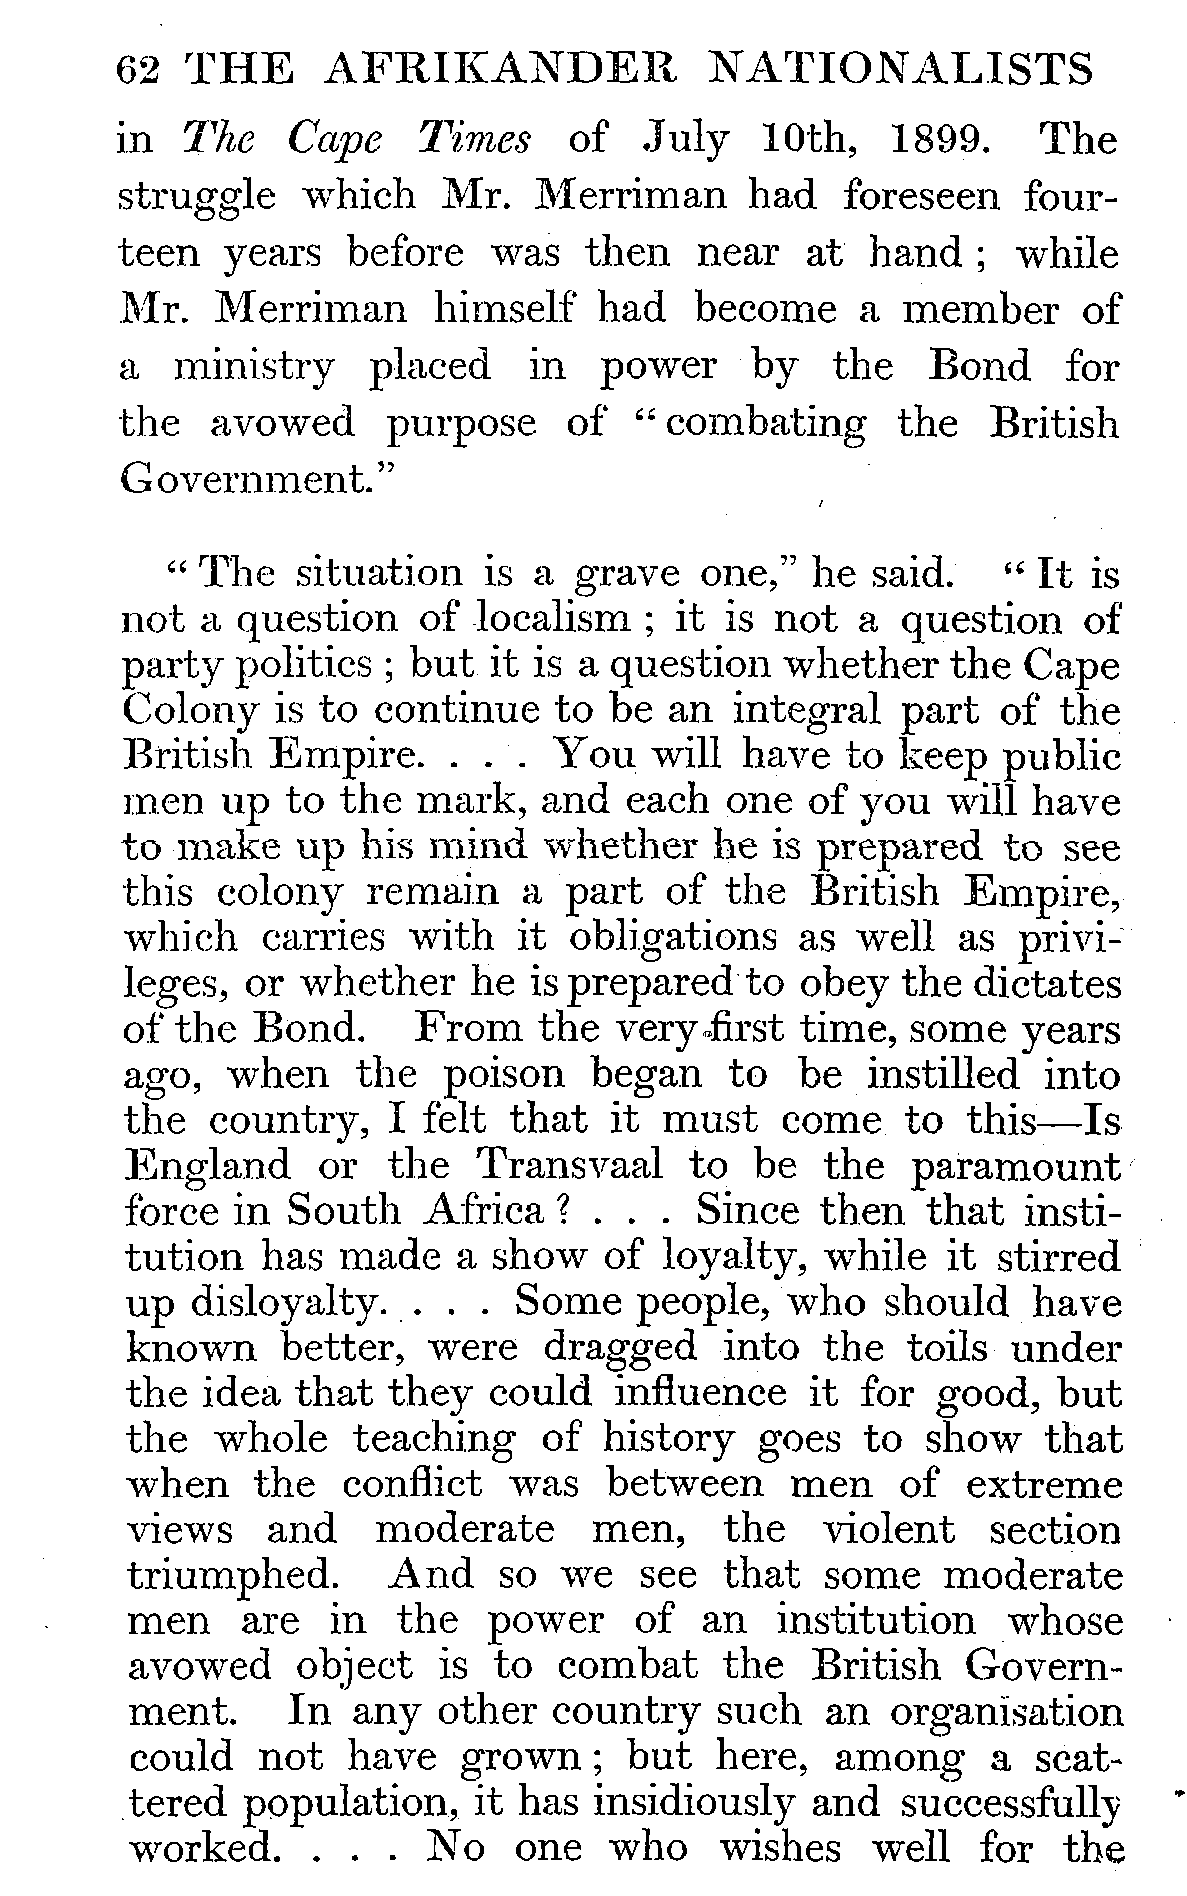 62 THE AFRIKANDER NATIONALISTS
in The Cape Times of July 10th, 1899. The
struggle which Mr. Merriman had foreseen four-
teen years before was then near at hand ; while
Mr. Merriman himself had become a member of
a ministry placed in power by the Bond for
the avowed purpose of “ combating the British
Government.”
“ The situation is a grave one,” he said. “ It is
not a question of localism ; it is not a question of
party politics ; but it is a question whether the Cape
Colony is to continue to be an integral part of the
British Empire. . . . You will have to keep public
men up to the mark, and each one of you will have
to make up his mind whether he is prepared to see
this colony remain a part of the British Empire,
which carries with it obligations as well as privi-
leges, or whether he is prepared to obey the dictates
of the Bond. From the very first time, some years
ago, when the poison began to be instilled into
the country, I felt that it must come to this—Is
England or the Transvaal to be the paramount
force in South Africa ? . . . Since then that insti-
tution has made a show of loyalty, while it stirred
up disloyalty. . . . Some people, who should have
known better, were dragged into the toils under
the idea that they could influence it for good, but
the whole teaching of history goes to show that
when the conflict was between men of extreme
views and moderate men, the violent section
triumphed. And so we see that some moderate
men are in the power of an institution whose
avowed object is to combat the British Govern-
ment. In any other country such an organisation
could not have grown ; but here, among a scat-
tered population, it has insidiously and successfully
worked. . . . No one who wishes well for the